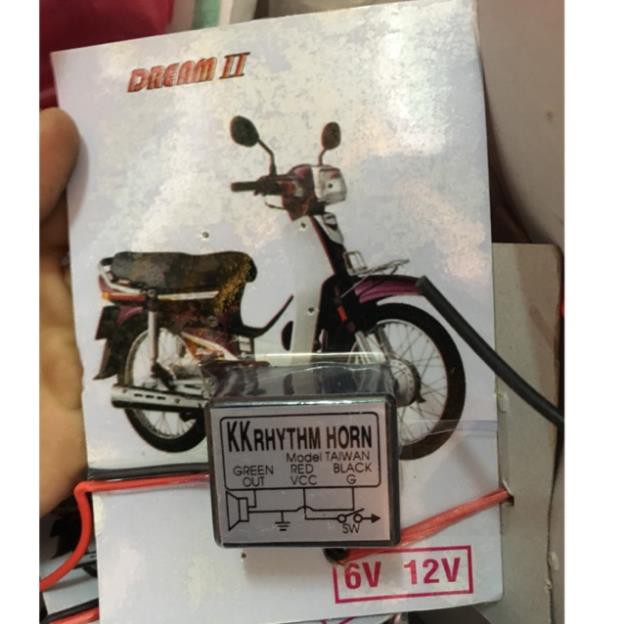 DREAM II
KK RHYTHM HORN
Model TAIWAN
GREEN RED BLACK
OUT VCC G
SW
6V 12V